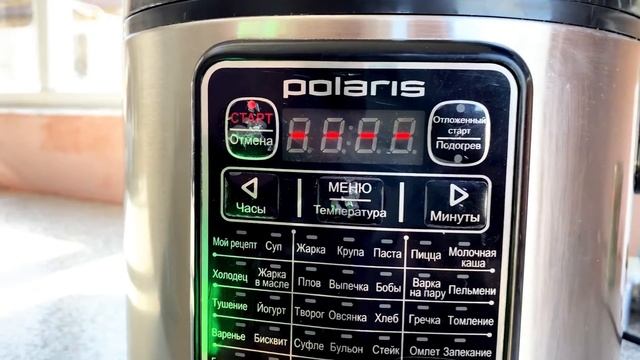 polaris
СТАРТ
Отмена
Отложенный
старт
Подогрев
МЕНЮ
Часы
Температура
Минуты
Мой рецепт Суп Жарка Крупа Паста Пицца Молочная
каша
Холодец Жарка
в масле Плов Выпечка Бобы Варка
на пару Пельмени
Тушение Йогурт Творог Овсянка Хлеб Гречка Томление
Варенье Бисквит Суфле Бульон Стейк Омлет Запекание